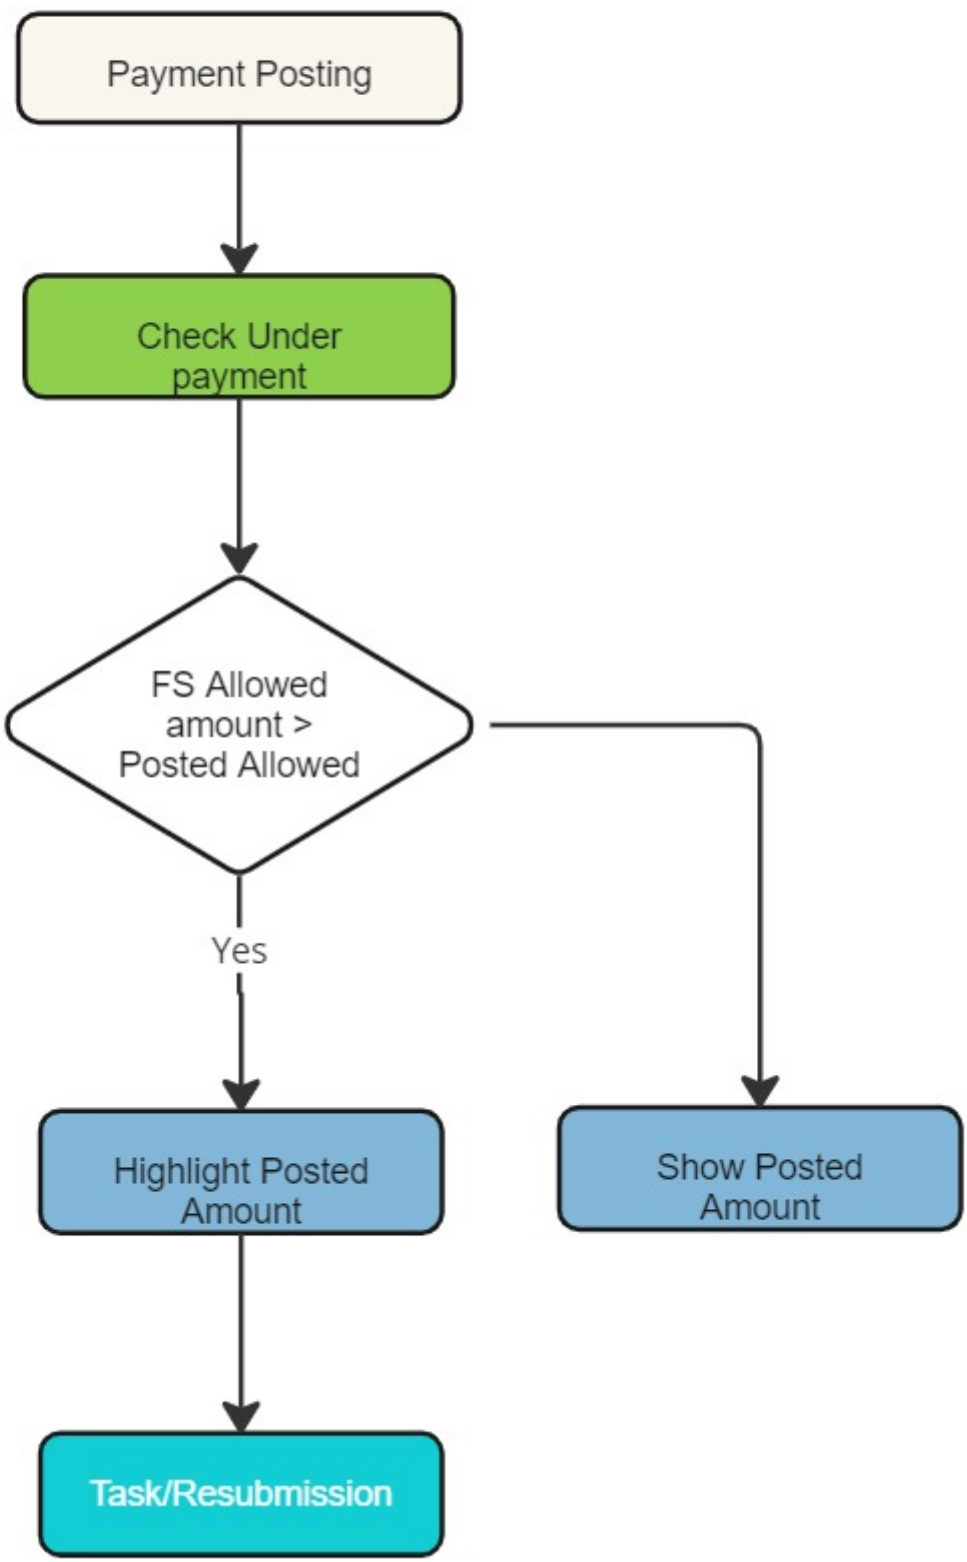 Payment Posting
Check Under
payment
FS Allowed
amount >
Posted Allowed
Yes
Highlight Posted
Amount
Show Posted
Amount
Task/Resubmission